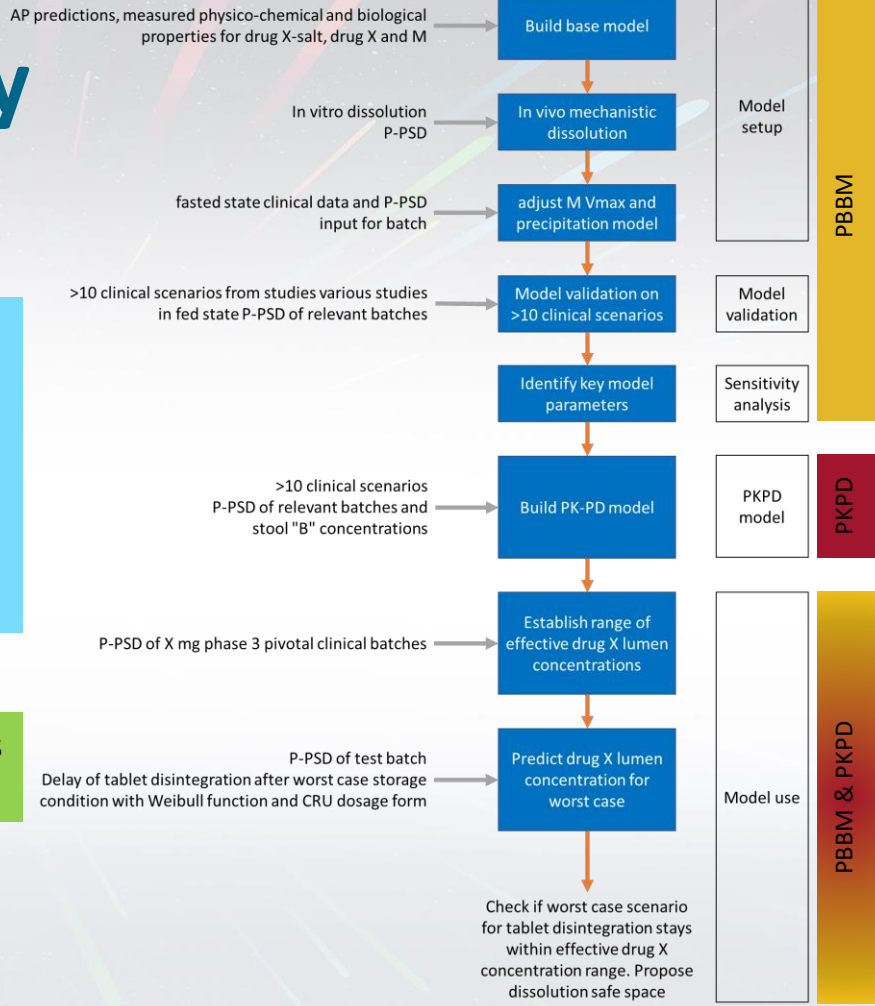 AP predictions, measured physico-chemical and biological
properties for drug X-salt, drug X and M
Build base model
y
In vitro dissolution
P-PSD
In vivo mechanistic
dissolution
Model
setup
fasted state clinical data and P-PSD
input for batch
adjust M Vmax and
precipitation model
PBBM
>10 clinical scenarios from studies various studies
in fed state P-PSD of relevant batches
Model validation on
>10 clinical scenarios
Model
validation
Identify key model
parameters
Sensitivity
analysis
>10 clinical scenarios
P-PSD of relevant batches and
stool "B" concentrations
Build PK-PD model
PKPD
model
PKPD
P-PSD of X mg phase 3 pivotal clinical batches
Establish range of
effective drug X lumen
concentrations
s
P-PSD of test batch
Delay of tablet disintegration after worst case storage
condition with Weibull function and CRU dosage form
Predict drug X lumen
concentration for
worst case
Model use
PBBM & PKPD
Check if worst case scenario
for tablet disintegration stays
within effective drug X
concentration range. Propose
dissolution safe space